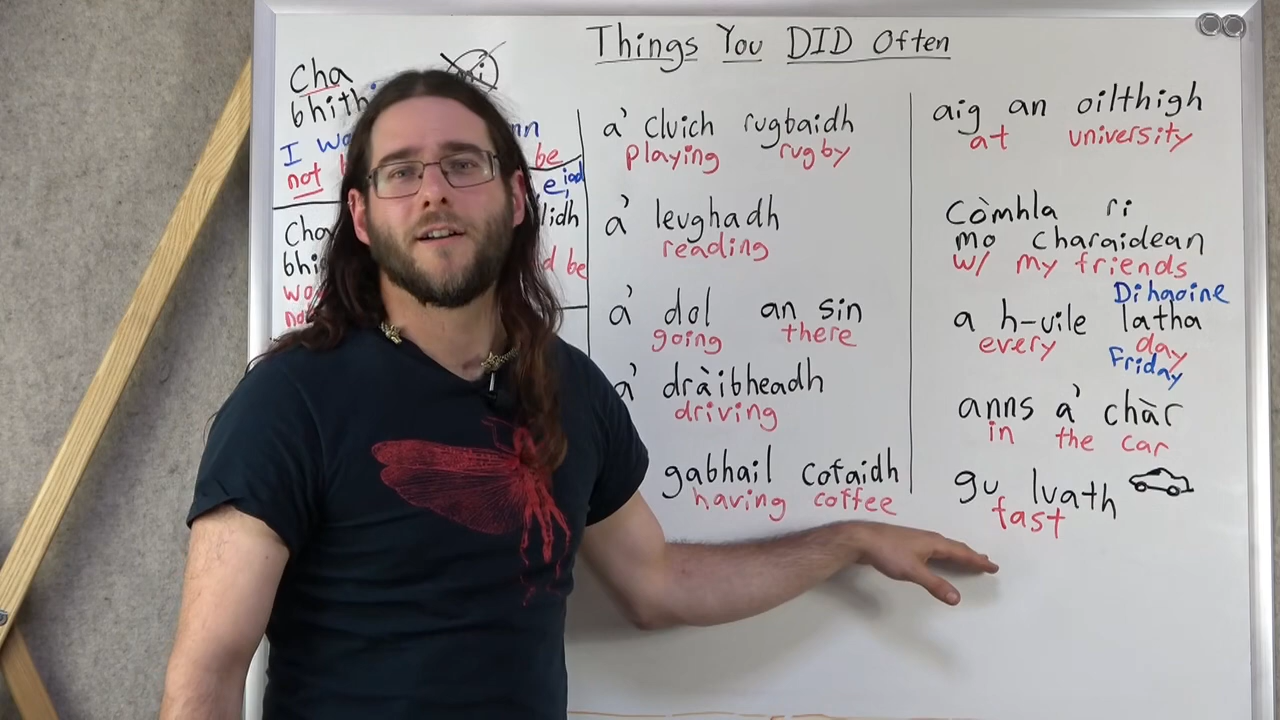 Things You DID Often
Cha
bhith
I
not
be
Cha
be
a' cluich rugbaidh
playing rugby
a' leughadh
reading
a' dol an sin
going there
a' dràibheadh
driving
gabhail cofaidh
having coffee
aig an oilthigh
at university
Còmhla ri
mo charaidean
w/ my friends
Dihaoine
a h-uile latha
every day
Friday
anns a' chàr
in the car
gu luath
fast